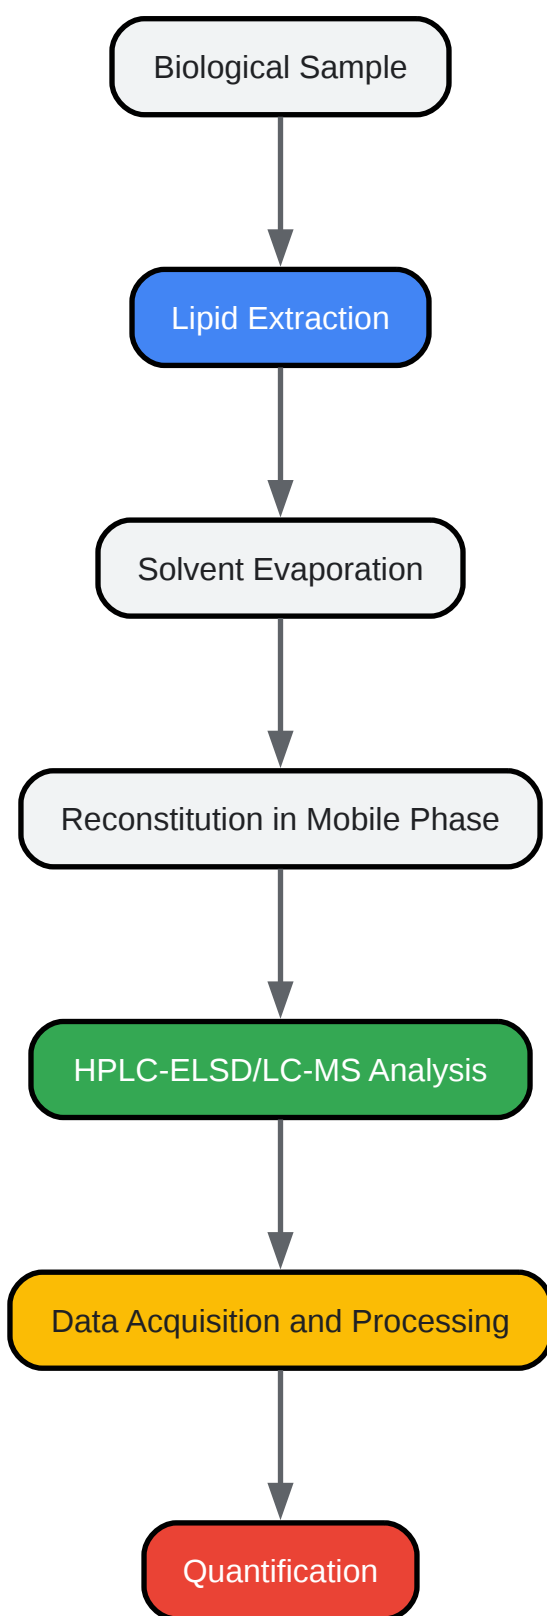 Biological Sample
Lipid Extraction
Solvent Evaporation
Reconstitution in Mobile Phase
HPLC-ELSD/LC-MS Analysis
Data Acquisition and Processing
Quantification